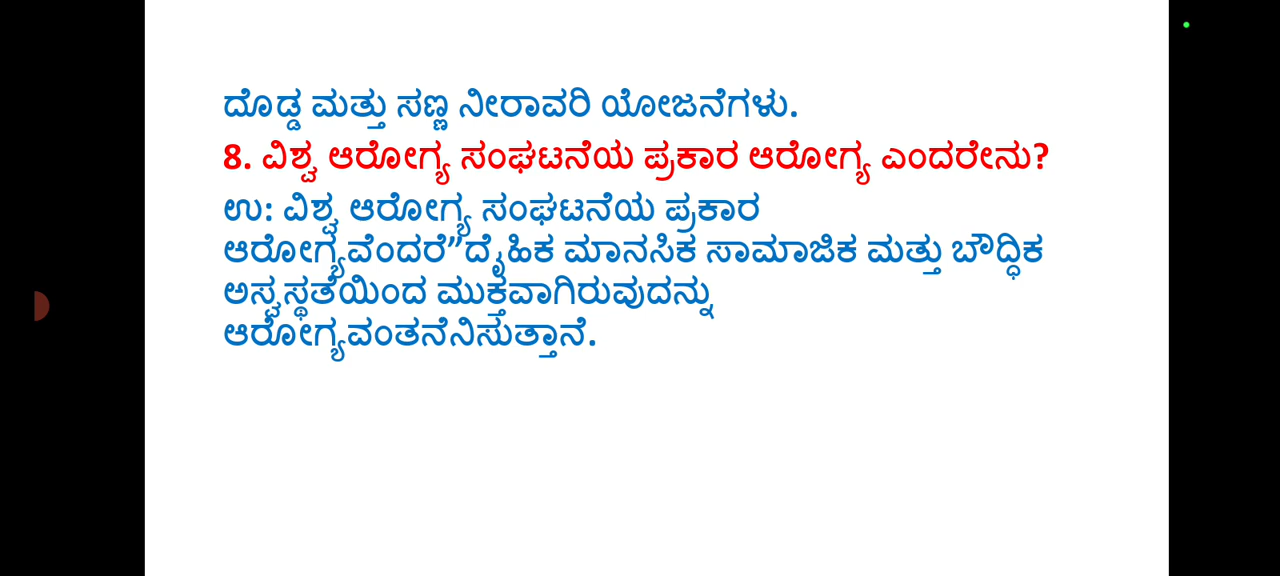 ದೊಡ್ಡ ಮತ್ತು ಸಣ್ಣ ನೀರಾವರಿ ಯೋಜನೆಗಳು.
8. ವಿಶ್ವ ಆರೋಗ್ಯ ಸಂಘಟನೆಯ ಪ್ರಕಾರ ಆರೋಗ್ಯ ಎಂದರೇನು?
ಉ: ವಿಶ್ವ ಆರೋಗ್ಯ ಸಂಘಟನೆಯ ಪ್ರಕಾರ
ಆರೋಗ್ಯವೆಂದರೆ”ದೈಹಿಕ ಮಾನಸಿಕ ಸಾಮಾಜಿಕ ಮತ್ತು ಬೌದ್ಧಿಕ
ಅಸ್ವಸ್ಥತೆಯಿಂದ ಮುಕ್ತವಾಗಿರುವುದನ್ನು
ಆರೋಗ್ಯವಂತನೆನಿಸುತ್ತಾನೆ.